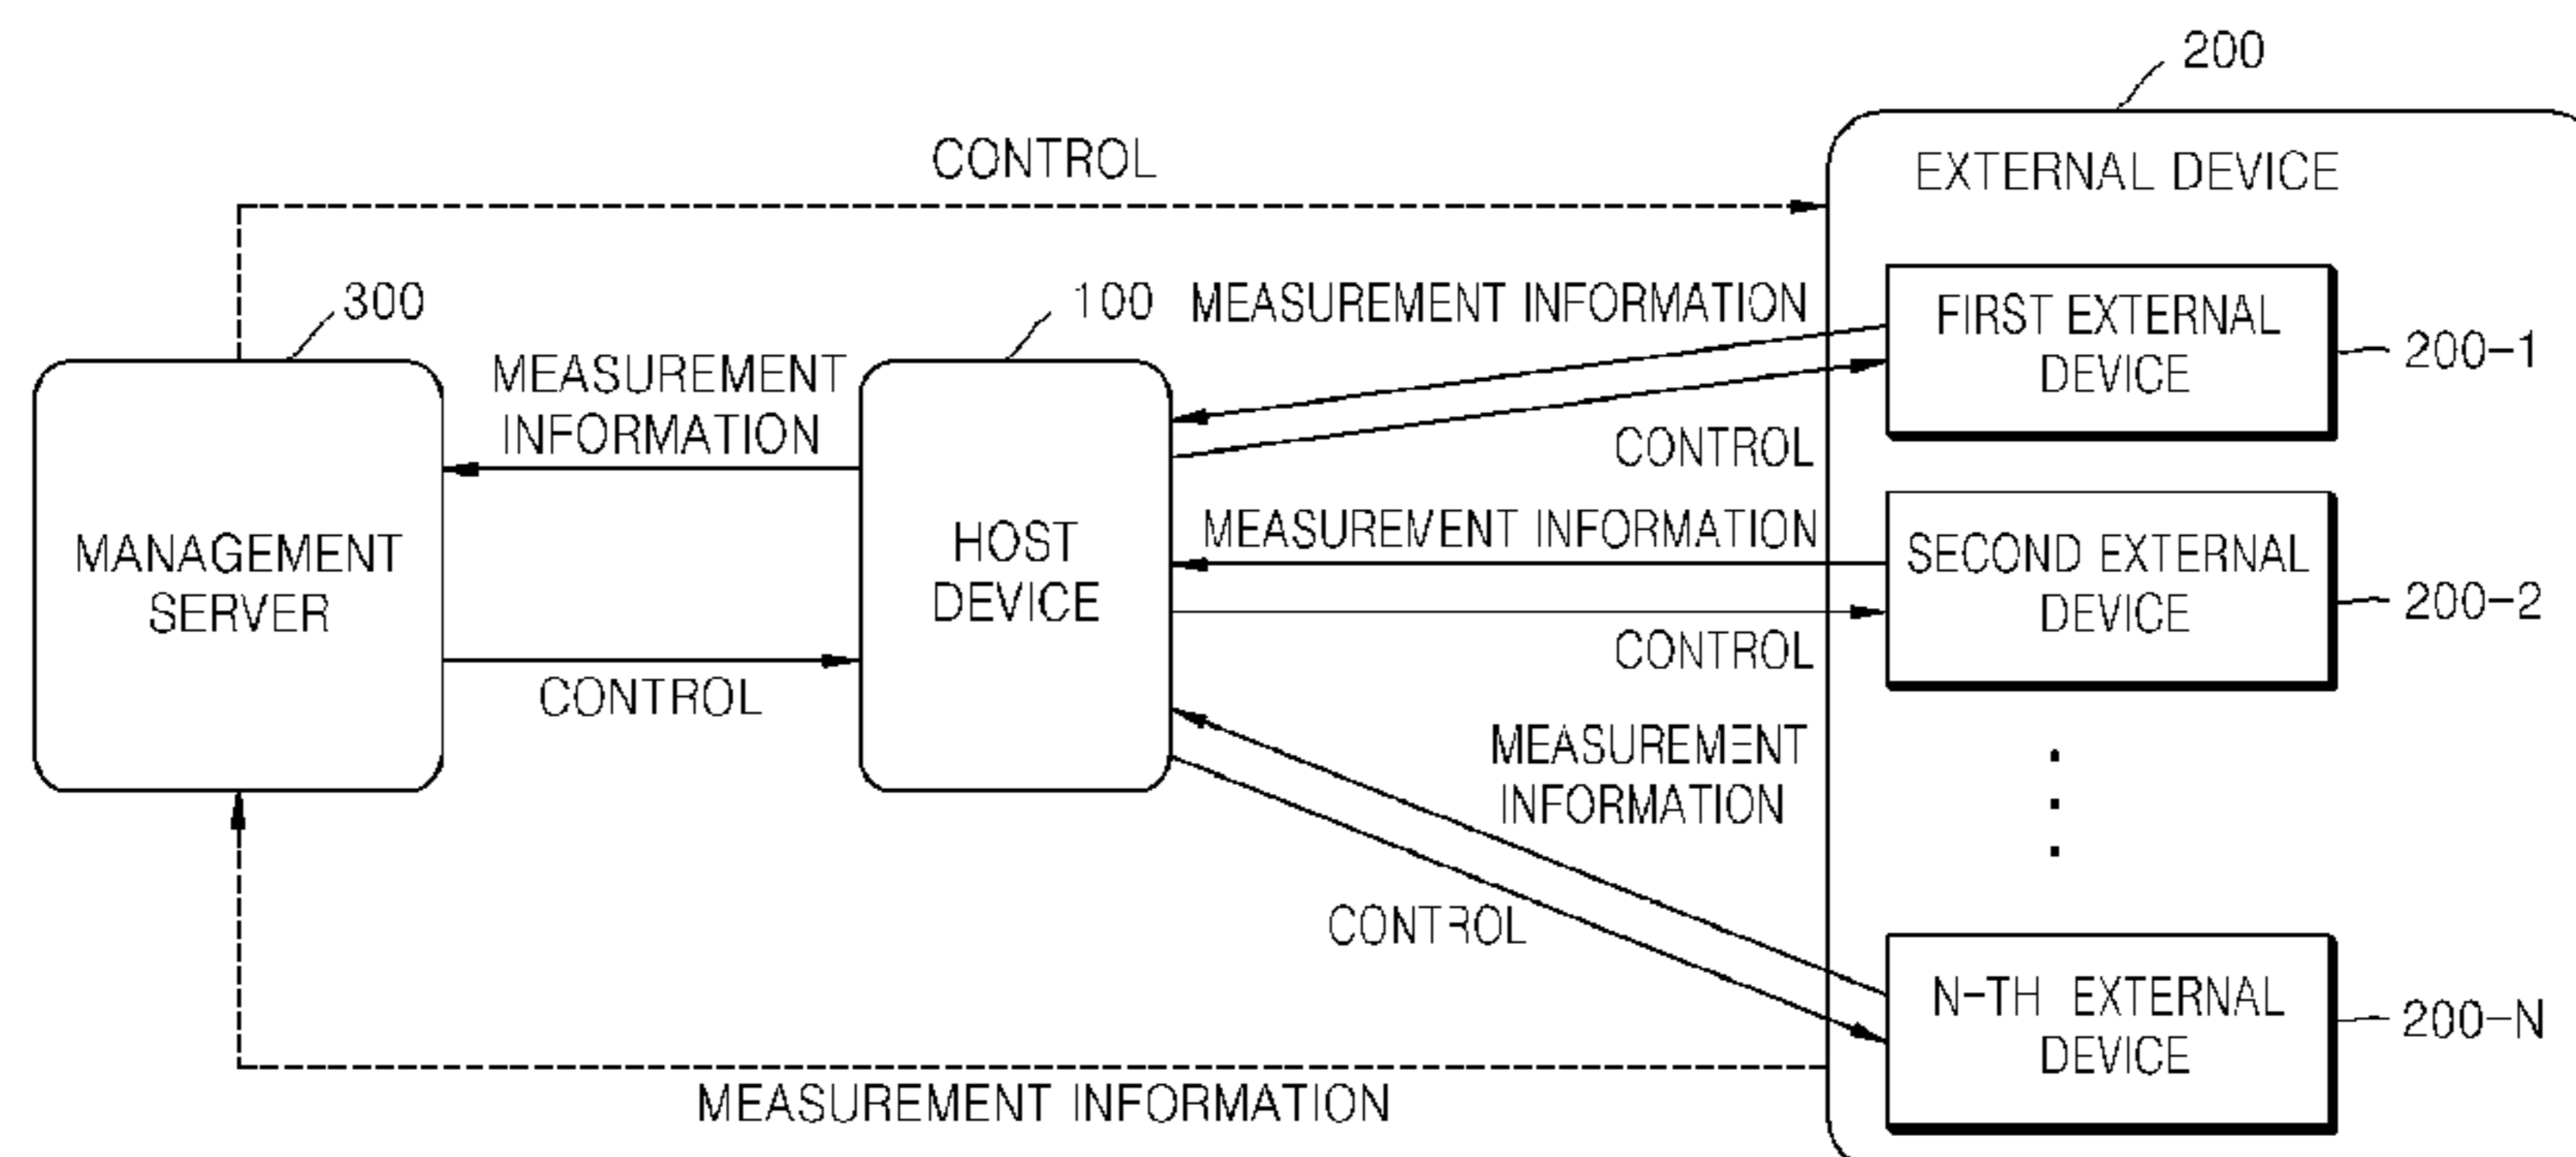 200
CONTROL
EXTERNAL DEVICE
300
100
MEASUREMENT INFORMATION
FIRST EXTERNAL
DEVICE
200-1
MEASUREMENT
INFORMATION
CONTROL
MANAGEMENT
SERVER
HOST
DEVICE
MEASUREMENT INFORMATION
SECOND EXTERNAL
DEVICE
200-2
CONTROL
CONTROL
MEASUREMENT
INFORMATION
CONTROL
N-TH EXTERNAL
DEVICE
200-N
MEASUREMENT INFORMATION